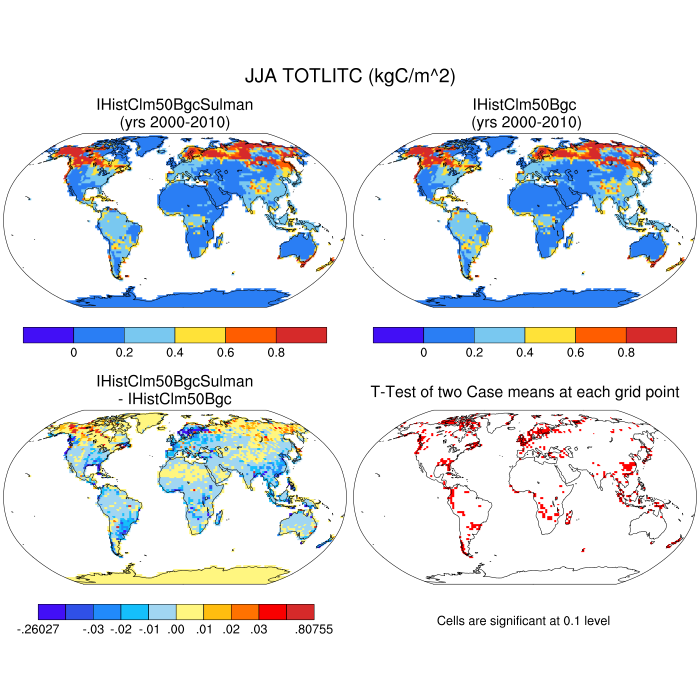 JJA TOTLITC (kgC/m^2)
IHistClm50BgcSulman
(yrs 2000-2010)
IHistClm50Bgc
(yrs 2000-2010)
0 0.2 0.4 0.6 0.8
0 0.2 0.4 0.6 0.8
IHistClm50BgcSulman
- IHistClm50Bgc
T-Test of two Case means at each grid point
-.26027 -.03 -.02 -.01 .00 .01 .02 .03 .80755
Cells are significant at 0.1 level